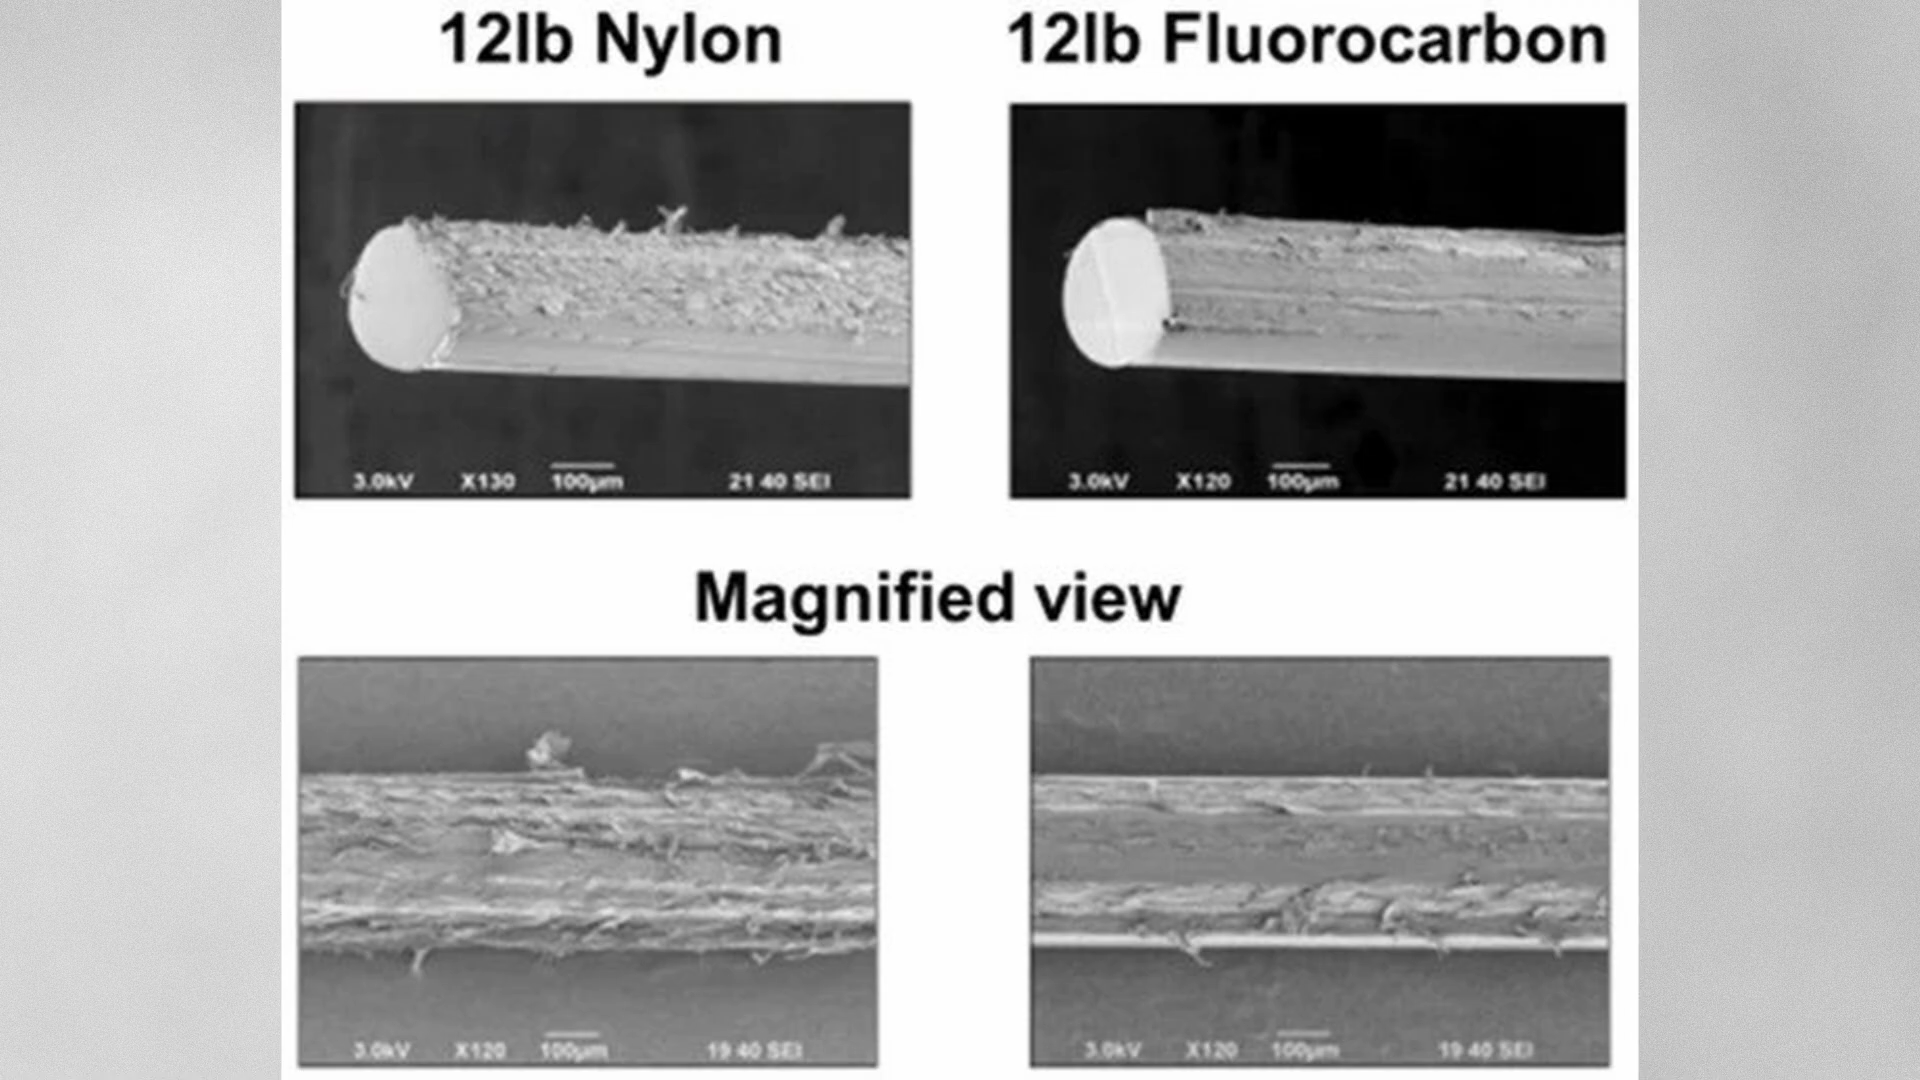 12lb Nylon
12lb Fluorocarbon
3.0kV X130 100µm 21 40 SEI
3.0kV X120 100µm 21 40 SEI
Magnified view
3.0kV X120 100µm 19 40 SEI
3.0kV X120 100µm 19 40 SEI